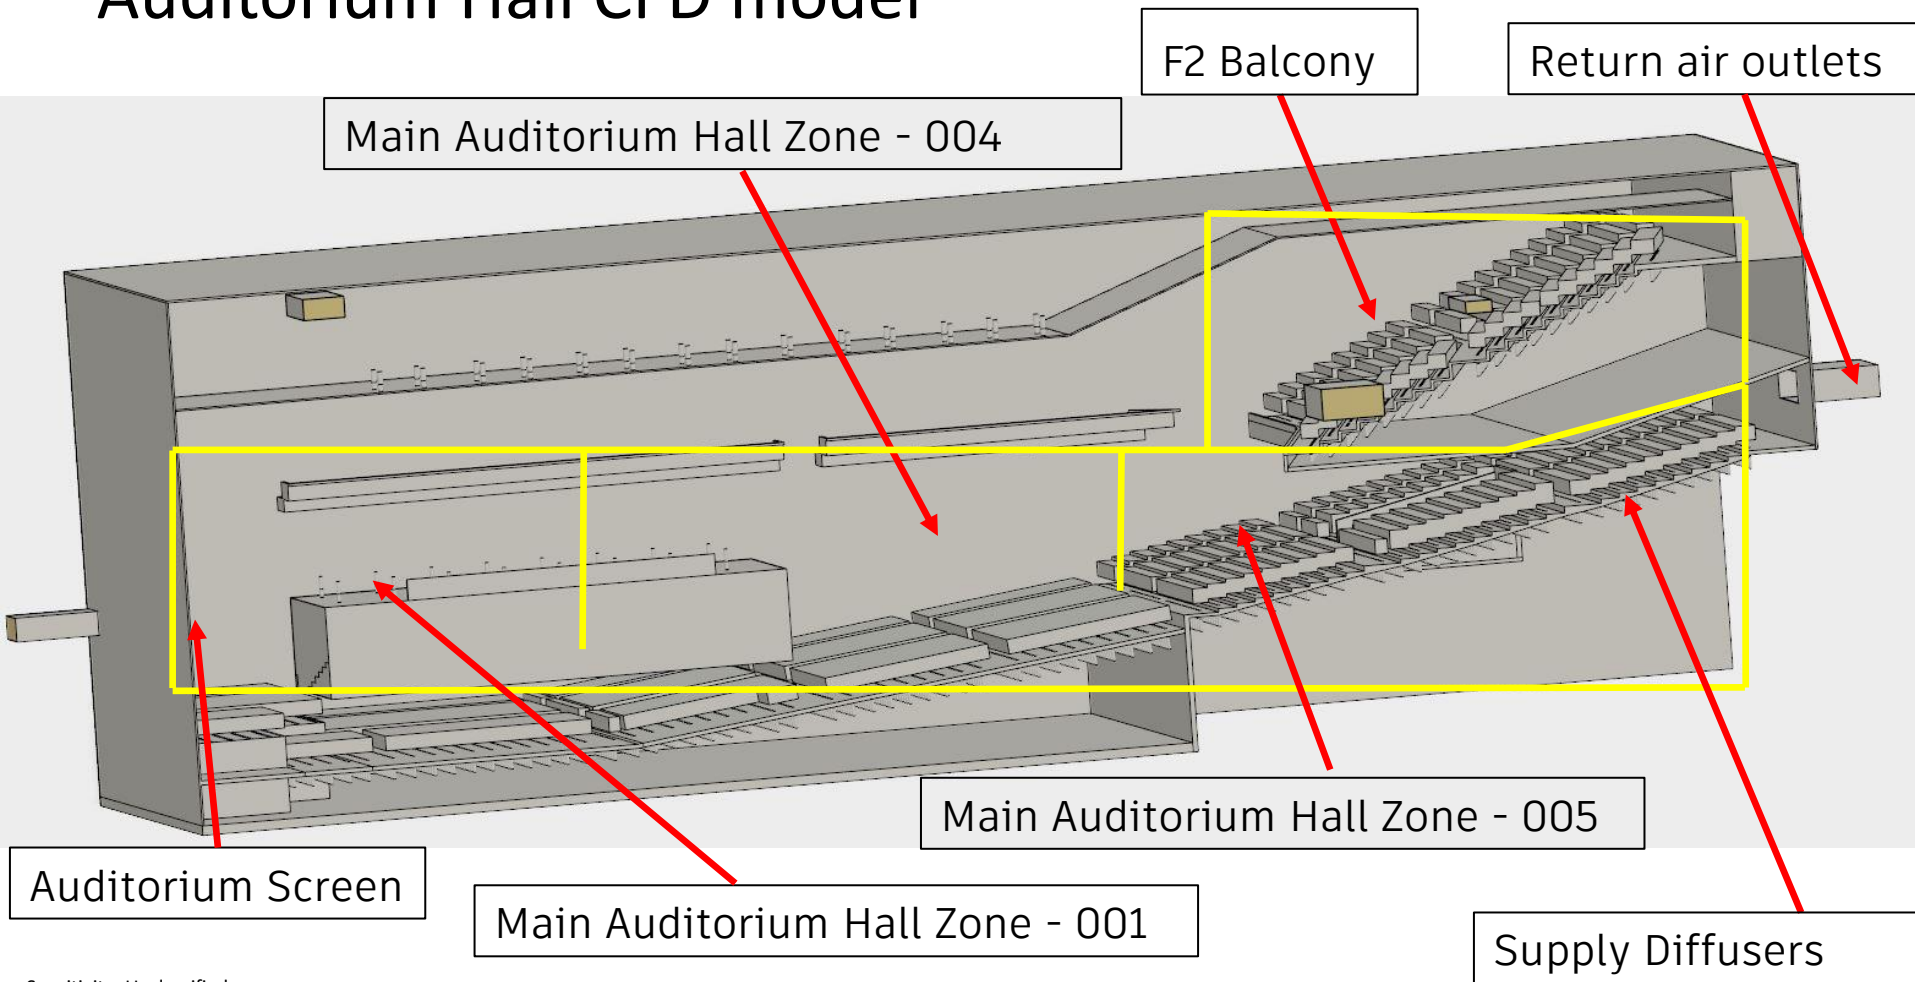 Auditorium Hall CFD model
F2 Balcony
Return air outlets
Main Auditorium Hall Zone - 004
Main Auditorium Hall Zone - 005
Auditorium Screen
Main Auditorium Hall Zone - 001
Supply Diffusers